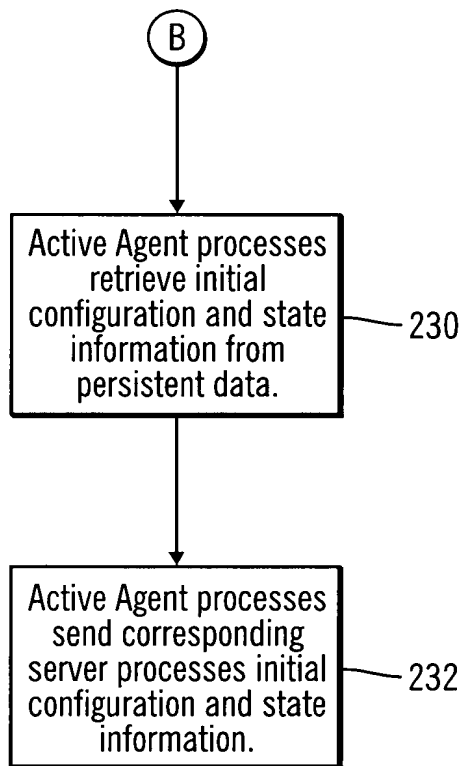 B
Active Agent processes
retrieve initial
configuration and state
information from
persistent data.
230
Active Agent processes
send corresponding
server processes initial
configuration and state
information.
232